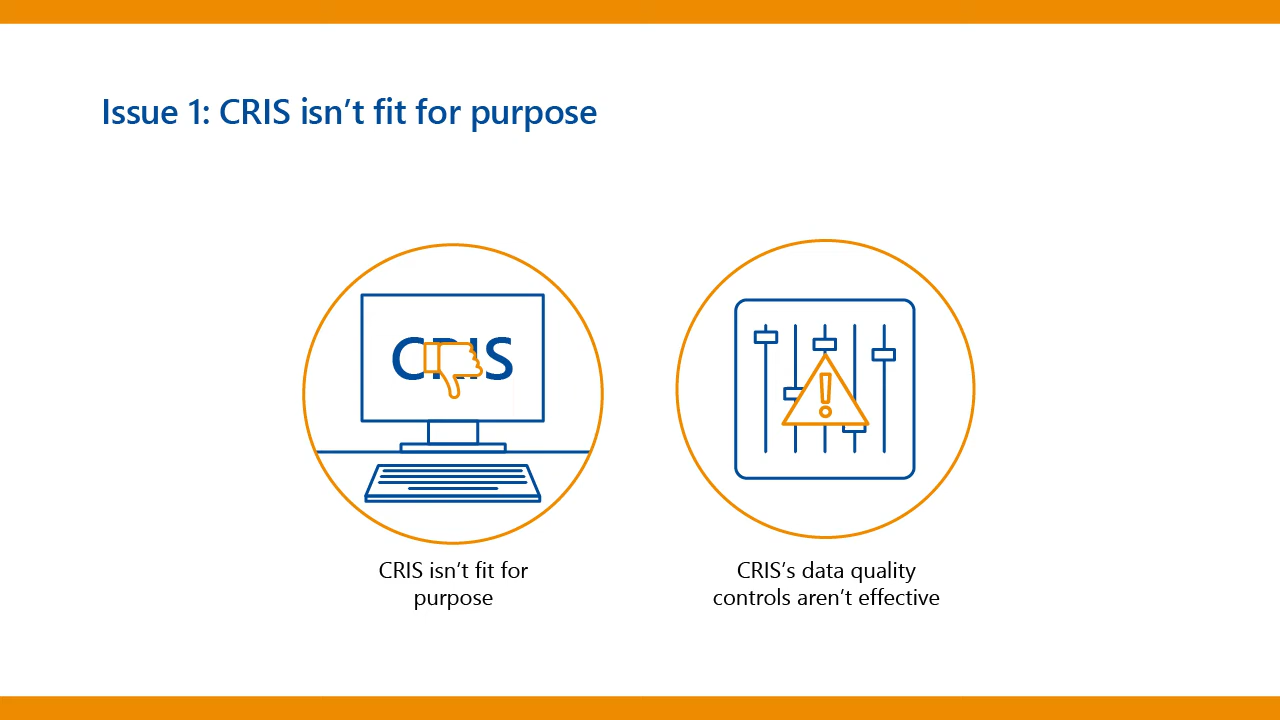 Issue 1: CRIS isn’t fit for purpose
CRIS
CRIS isn’t fit for
purpose
CRIS’s data quality
controls aren’t effective